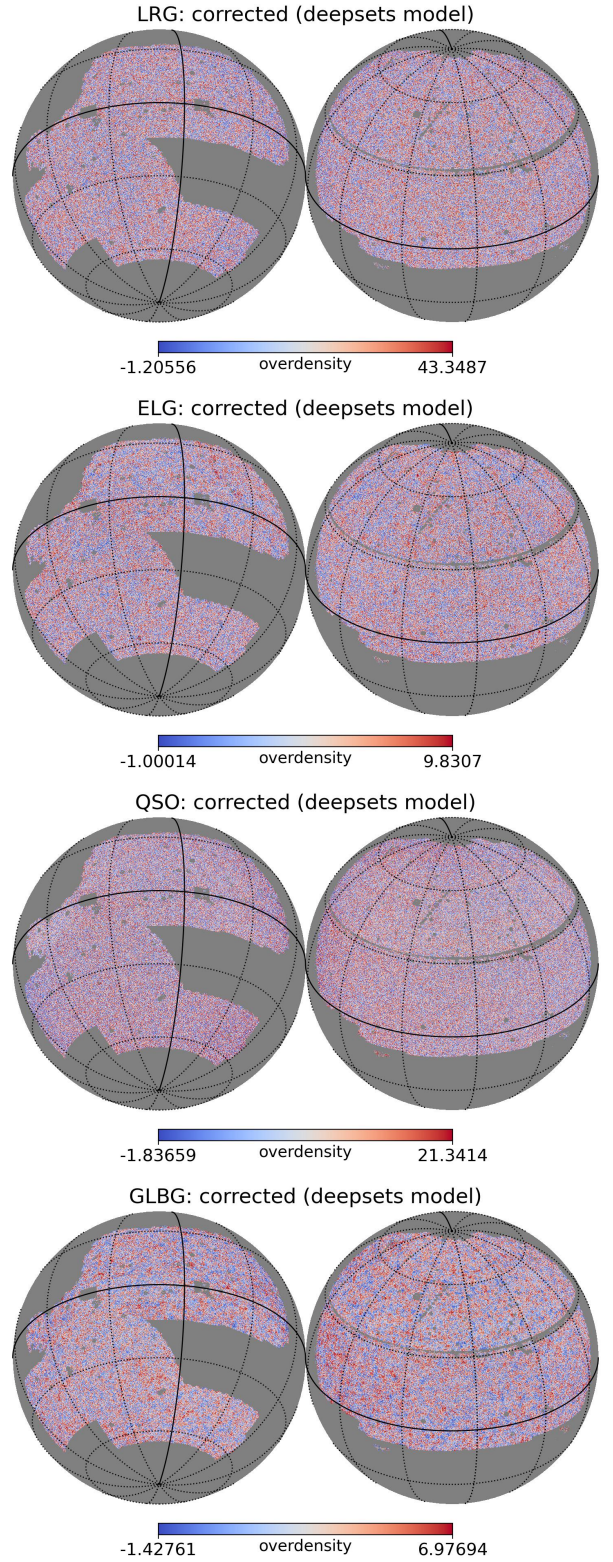 LRG: corrected (deepsets model)
-1.20556 overdensity 43.3487
ELG: corrected (deepsets model)
-1.00014 overdensity 9.8307
QSO: corrected (deepsets model)
-1.83659 overdensity 21.3414
GLBG: corrected (deepsets model)
-1.42761 overdensity 6.97694